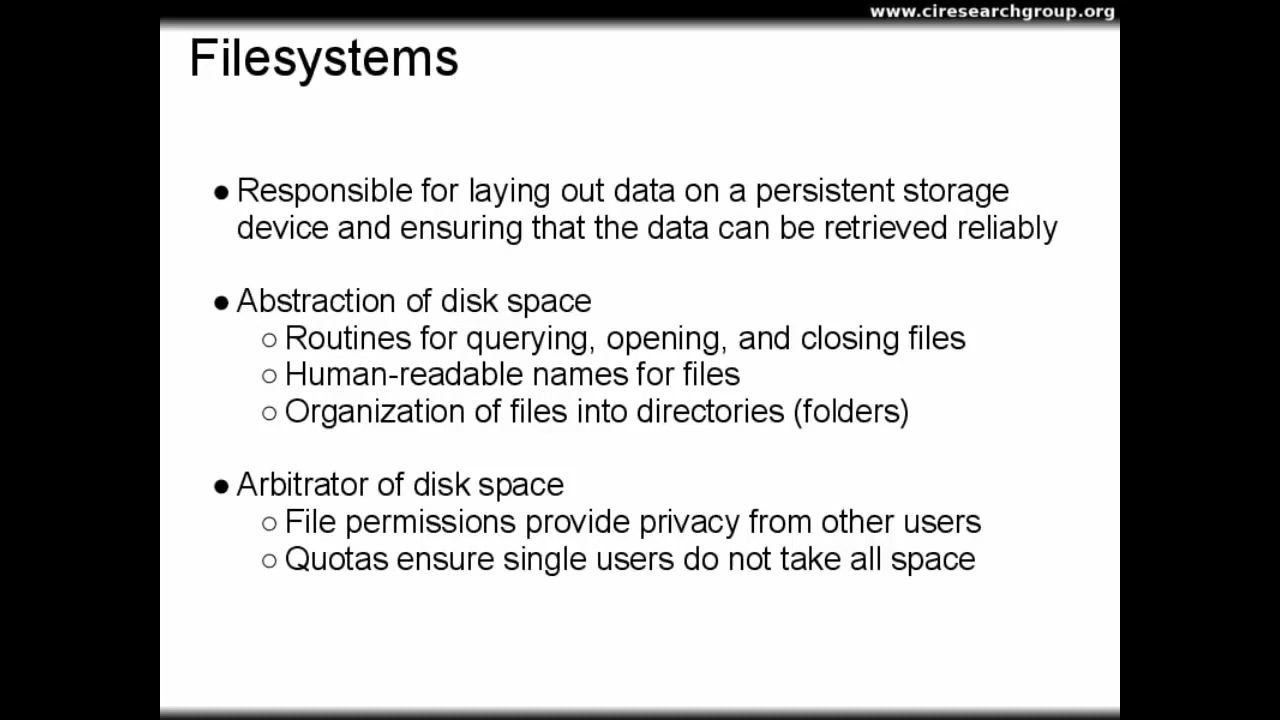 www.ciresearchgroup.org
Filesystems
● Responsible for laying out data on a persistent storage
device and ensuring that the data can be retrieved reliably
● Abstraction of disk space
○ Routines for querying, opening, and closing files
○ Human-readable names for files
○ Organization of files into directories (folders)
● Arbitrator of disk space
○ File permissions provide privacy from other users
○ Quotas ensure single users do not take all space